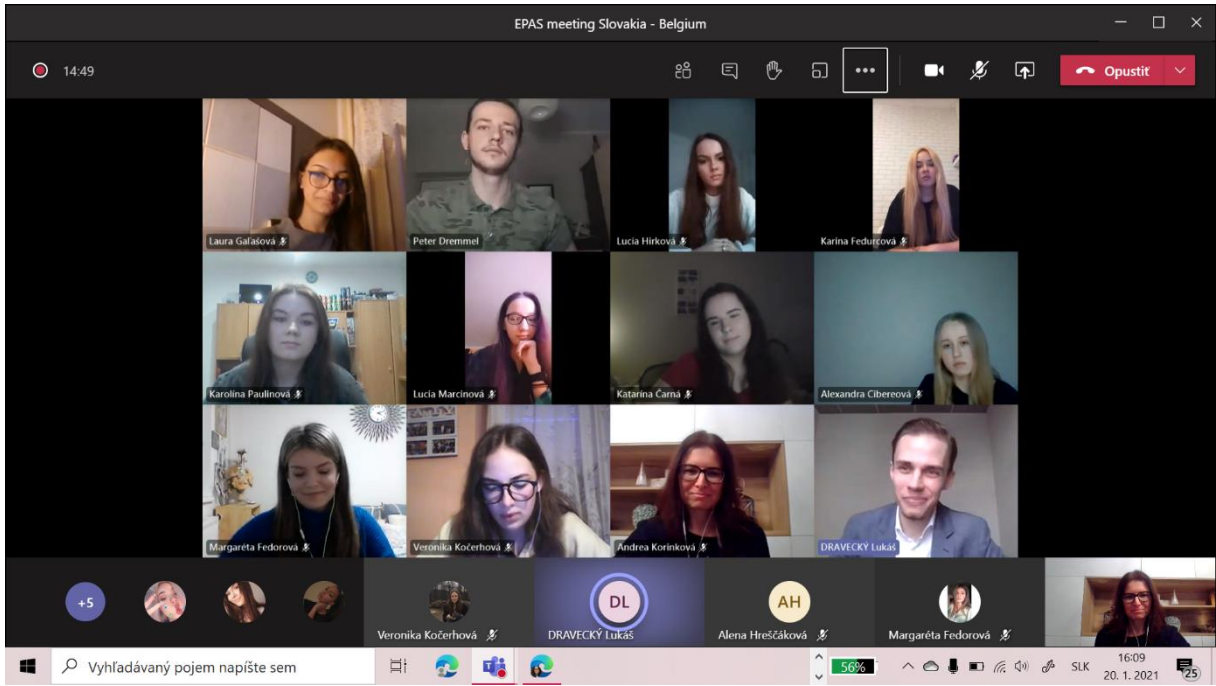 EPAS meeting Slovakia - Belgium
14:49
Opustiť
Laura Gaľašová
Peter Dremmel
Lucia Hirková
Karina Fedurcová
Karolína Paulinová
Lucia Marcinová
Katarína Čarná
Alexandra Cibereová
Margaréta Fedorová
Veronika Kočerhová
Andrea Korinková
DRAVECKÝ Lukáš
+5
DL
AH
Veronika Kočerhová
DRAVECKÝ Lukáš
Alena Hreščáková
Margaréta Fedorová
Vyhľadávaný pojem napíšte sem
56%
SLK
16:09
20. 1. 2021
25